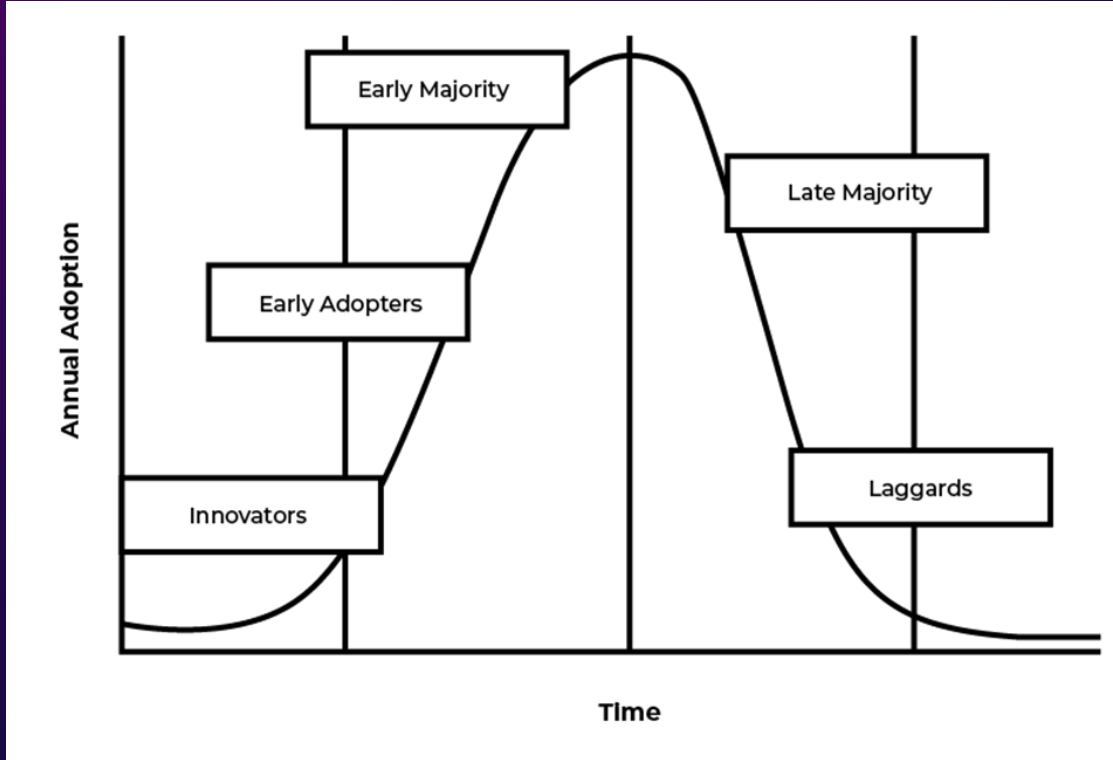 Early Majority
Late Majority
Early Adopters
Annual Adoption
Laggards
Innovators
Time